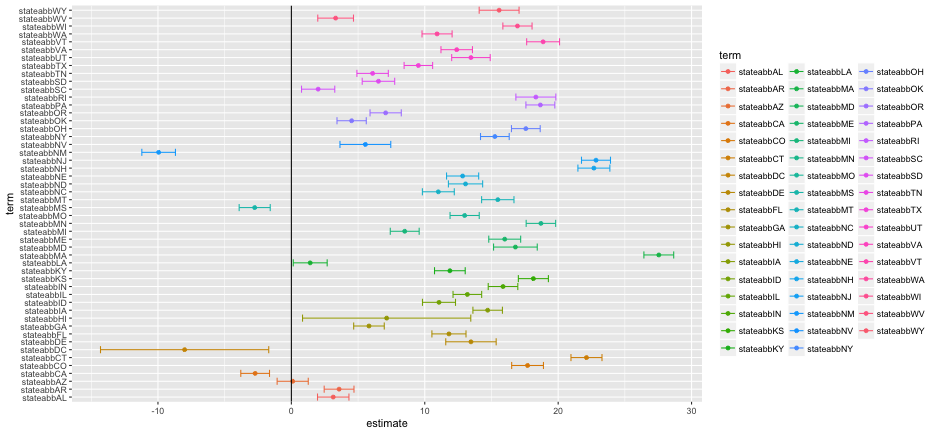 stateabbWY
stateabbWV
stateabbWI
stateabbWA
stateabbVT
stateabbVA
stateabbUT
stateabbTX
stateabbTN
stateabbSD
stateabbSC
stateabbRI
stateabbPA
stateabbOR
stateabbOK
stateabbOH
stateabbNY
stateabbNV
stateabbNM
stateabbNJ
stateabbNH
stateabbNE
stateabbND
stateabbNC
stateabbMT
stateabbMS
stateabbMO
stateabbMN
stateabbMI
stateabbME
stateabbMD
stateabbMA
stateabbLA
stateabbKY
stateabbKS
stateabbIN
stateabbIL
stateabbID
stateabbIA
stateabbHI
stateabbGA
stateabbFL
stateabbDE
stateabbDC
stateabbCT
stateabbCO
stateabbCA
stateabbAZ
stateabbAR
stateabbAL
term
-10 0 10 20 30
estimate
term
stateabbAL stateabbLA stateabbOH
stateabbAR stateabbMA stateabbOK
stateabbAZ stateabbMD stateabbOR
stateabbCA stateabbME stateabbPA
stateabbCO stateabbMI stateabbRI
stateabbCT stateabbMN stateabbSC
stateabbDC stateabbMO stateabbSD
stateabbDE stateabbMS stateabbTN
stateabbFL stateabbMT stateabbTX
stateabbGA stateabbNC stateabbUT
stateabbHI stateabbND stateabbVA
stateabbIA stateabbNE stateabbVT
stateabbID stateabbNH stateabbWA
stateabbIL stateabbNJ stateabbWI
stateabbIN stateabbNM stateabbWV
stateabbKS stateabbNV stateabbWY
stateabbKY stateabbNY